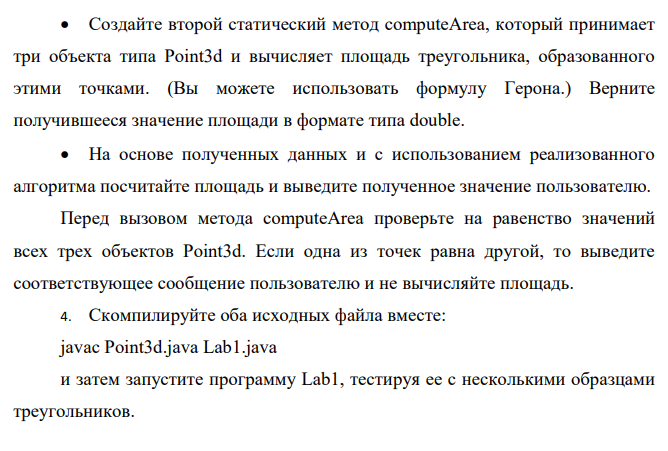 • Создайте второй статический метод computeArea, который принимает
три объекта типа Point3d и вычисляет площадь треугольника, образованного
этими точками. (Вы можете использовать формулу Герона.) Верните
получившееся значение площади в формате типа double.
• На основе полученных данных и с использованием реализованного
алгоритма посчитайте площадь и выведите полученное значение пользователю.
Перед вызовом метода computeArea проверьте на равенство значений
всех трех объектов Point3d. Если одна из точек равна другой, то выведите
соответствующее сообщение пользователю и не вычисляйте площадь.
4. Скомпилируйте оба исходных файла вместе:
javac Point3d.java Lab1.java
и затем запустите программу Lab1, тестируя ее с несколькими образцами
треугольников.